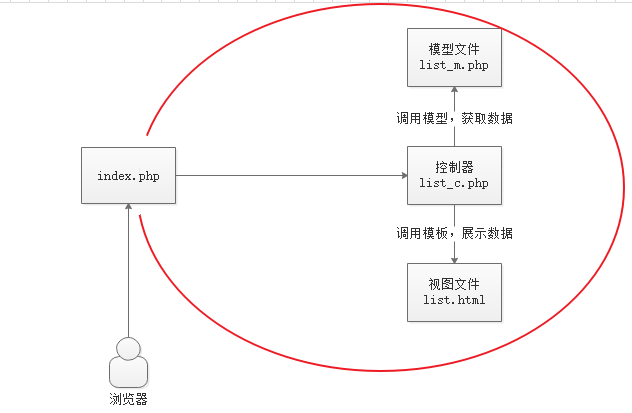 模型文件
list_m.php
调用模型，获取数据
index.php
控制器
list_c.php
调用模板，展示数据
视图文件
list.html
浏览器